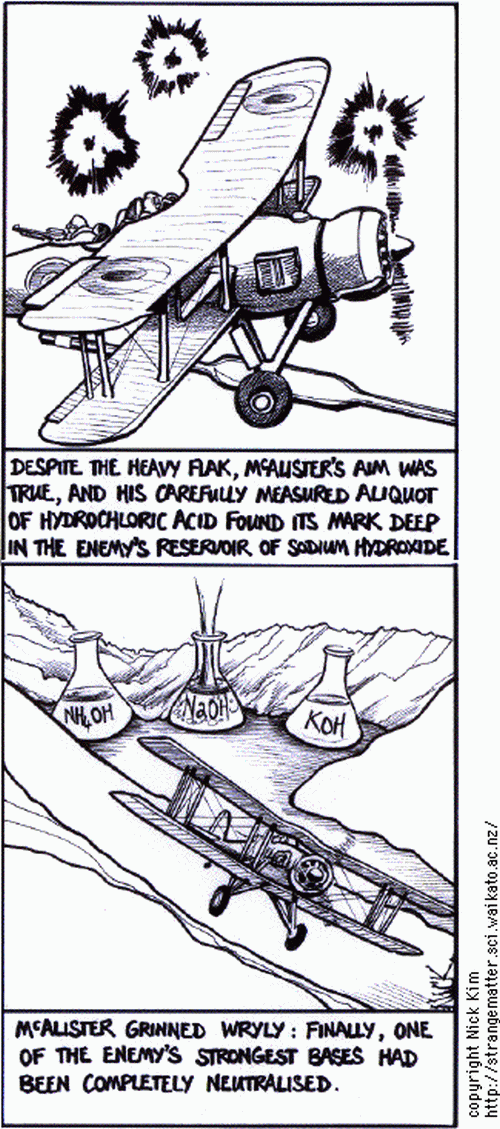 DESPITE THE HEAVY FLAK, McALISTER'S AIM WAS
TRUE, AND HIS CAREFULLY MEASURED ALIQUOT
OF HYDROCHLORIC ACID FOUND ITS MARK DEEP
IN THE ENEMY'S RESERVOIR OF SODIUM HYDROXIDE
NH4OH
NaOH
KOH
McALISTER GRINNED WRYLY : FINALLY, ONE
OF THE ENEMY'S STRONGEST BASES HAD
BEEN COMPLETELY NEUTRALISED.
copyright Nick Kim
http://strangematter.sci.waikato.ac.nz/